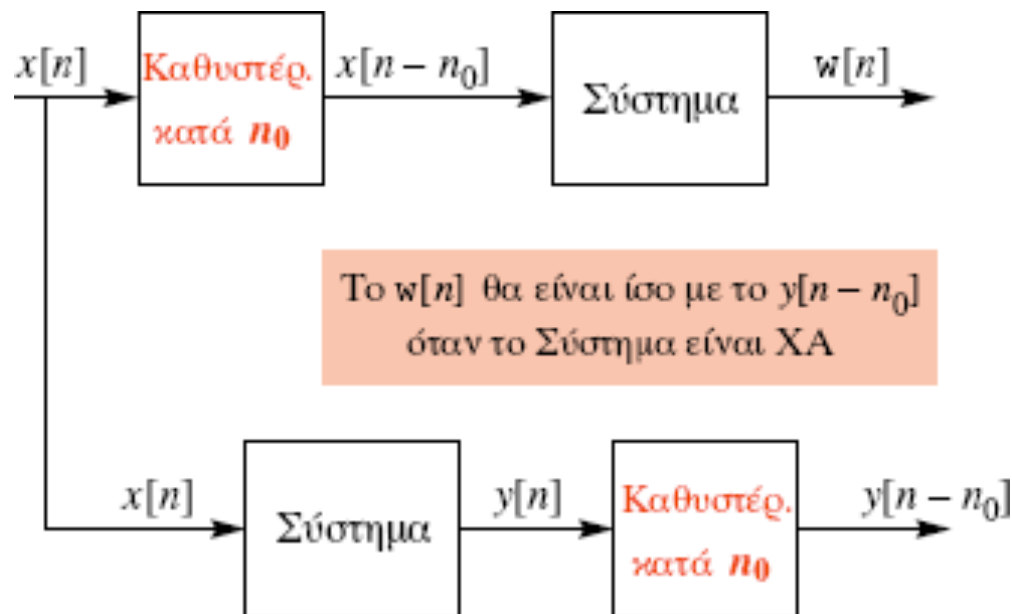 x[n]
Καθυστέρ.
κατά n₀
x[n − n₀]
Σύστημα
w[n]
Το w[n] θα είναι ίσο με το y[n − n₀]
όταν το Σύστημα είναι ΧΑ
x[n]
Σύστημα
y[n]
Καθυστέρ.
κατά n₀
y[n − n₀]